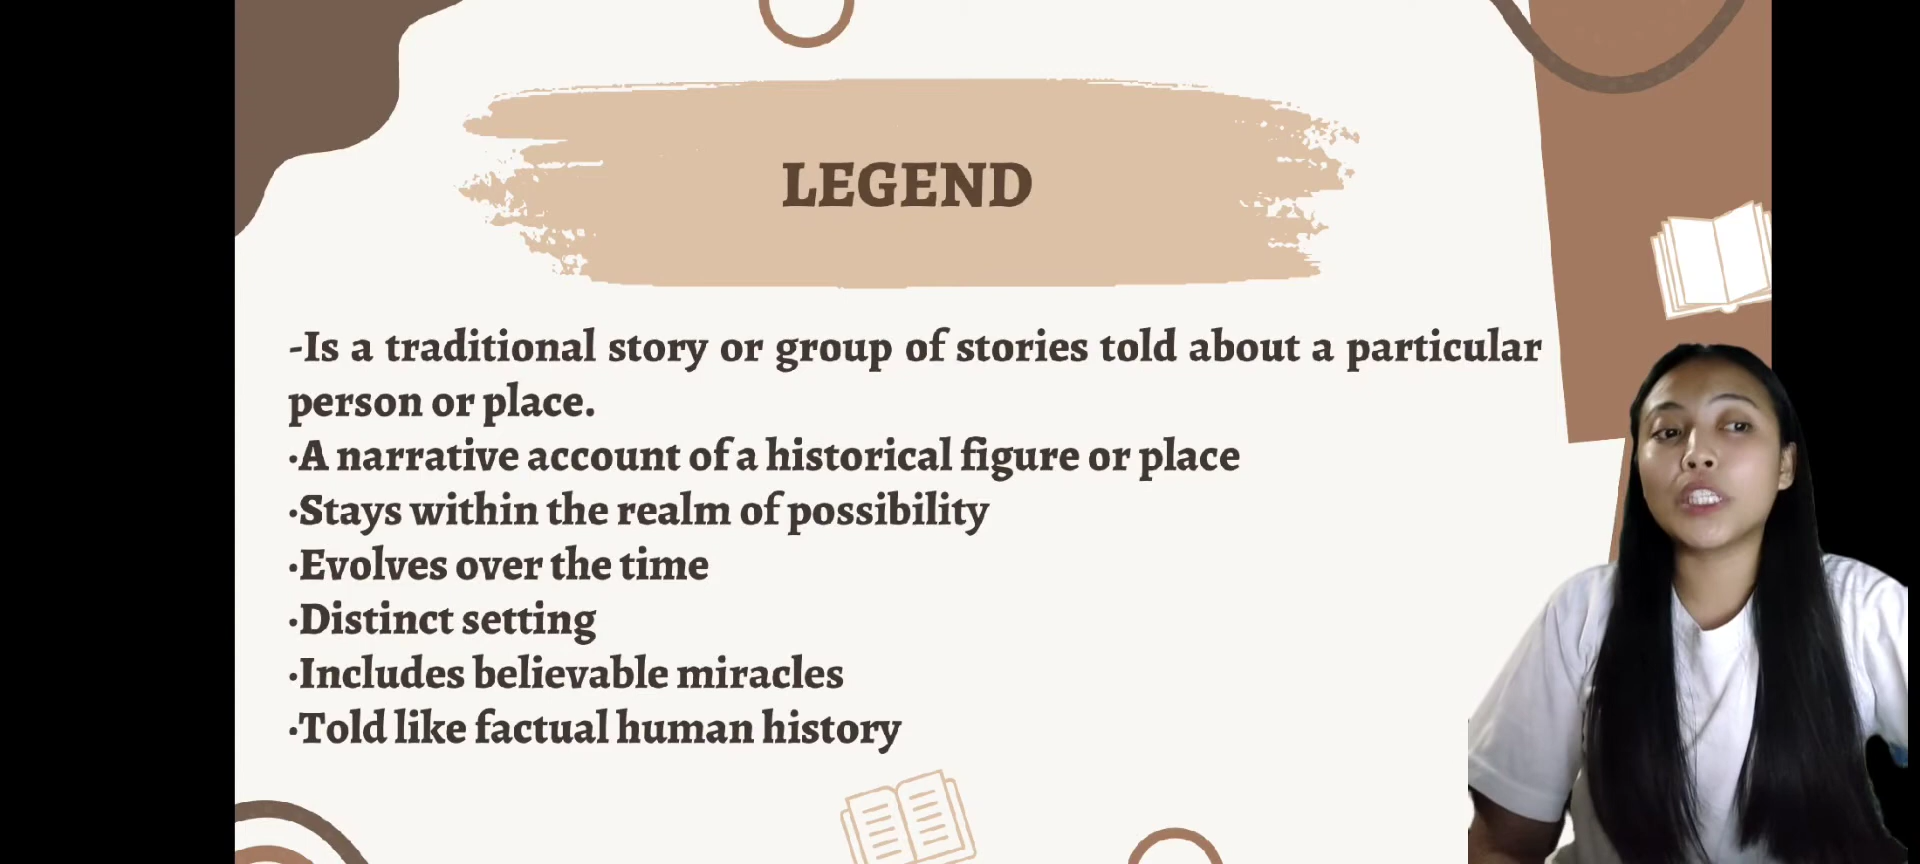 LEGEND
-Is a traditional story or group of stories told about a particular
person or place.
·A narrative account of a historical figure or place
·Stays within the realm of possibility
·Evolves over the time
·Distinct setting
·Includes believable miracles
·Told like factual human history